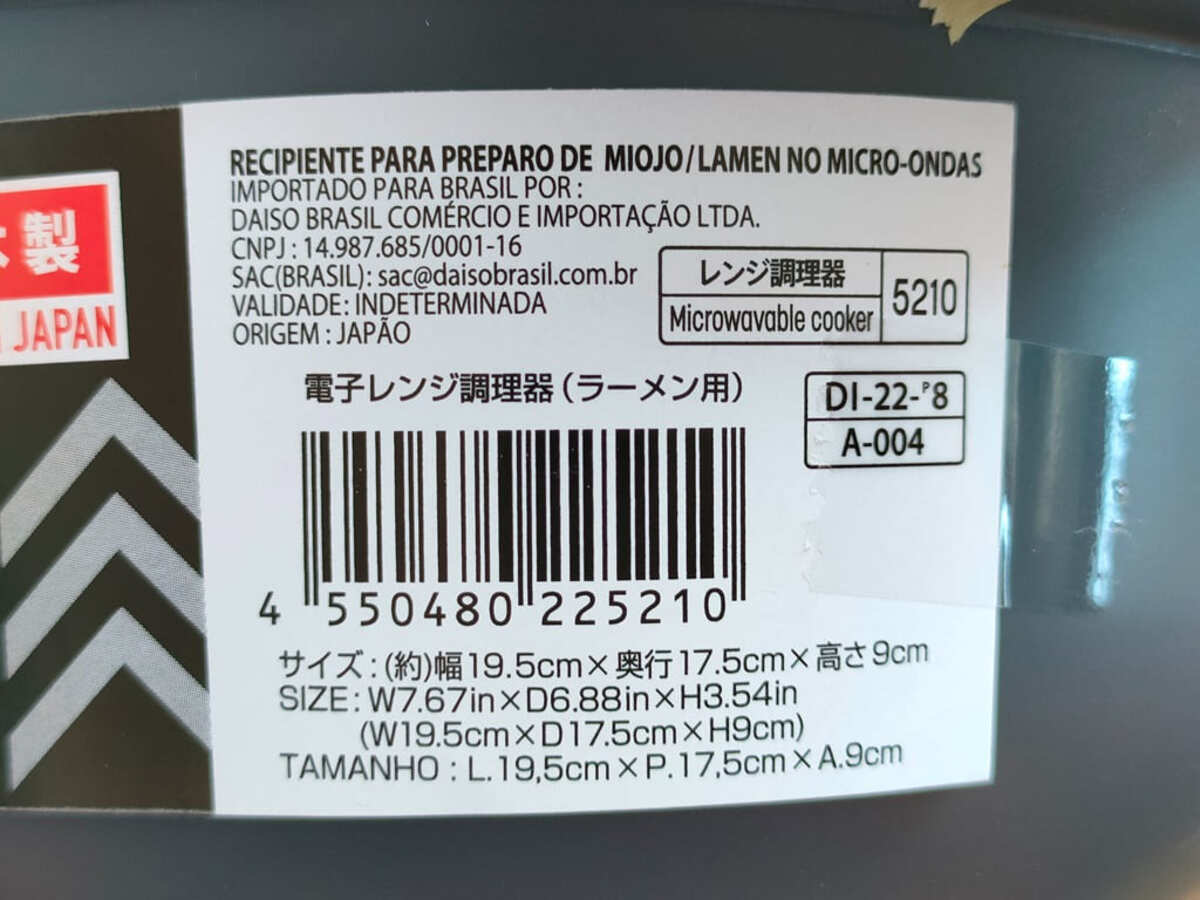 製
JAPAN
RECIPIENTE PARA PREPARO DE MIOJO/LAMEN NO MICRO-ONDAS
IMPORTADO PARA BRASIL POR :
DAISO BRASIL COMÉRCIO E IMPORTAÇÃO LTDA.
CNPJ : 14.987.685/0001-16
SAC(BRASIL): sac@daisobrasil.com.br
VALIDADE: INDETERMINADA
ORIGEM : JAPÃO
レンジ調理器
Microwavable cooker
5210
電子レンジ調理器(ラーメン用)
DI-22-ᴾ8
A-004
4 550480 225210
サイズ:(約)幅19.5cm×奥行17.5cm×高さ9cm
SIZE: W7.67in×D6.88in×H3.54in
(W19.5cm×D17.5cm×H9cm)
TAMANHO : L.19,5cm×P.17,5cm×A.9cm